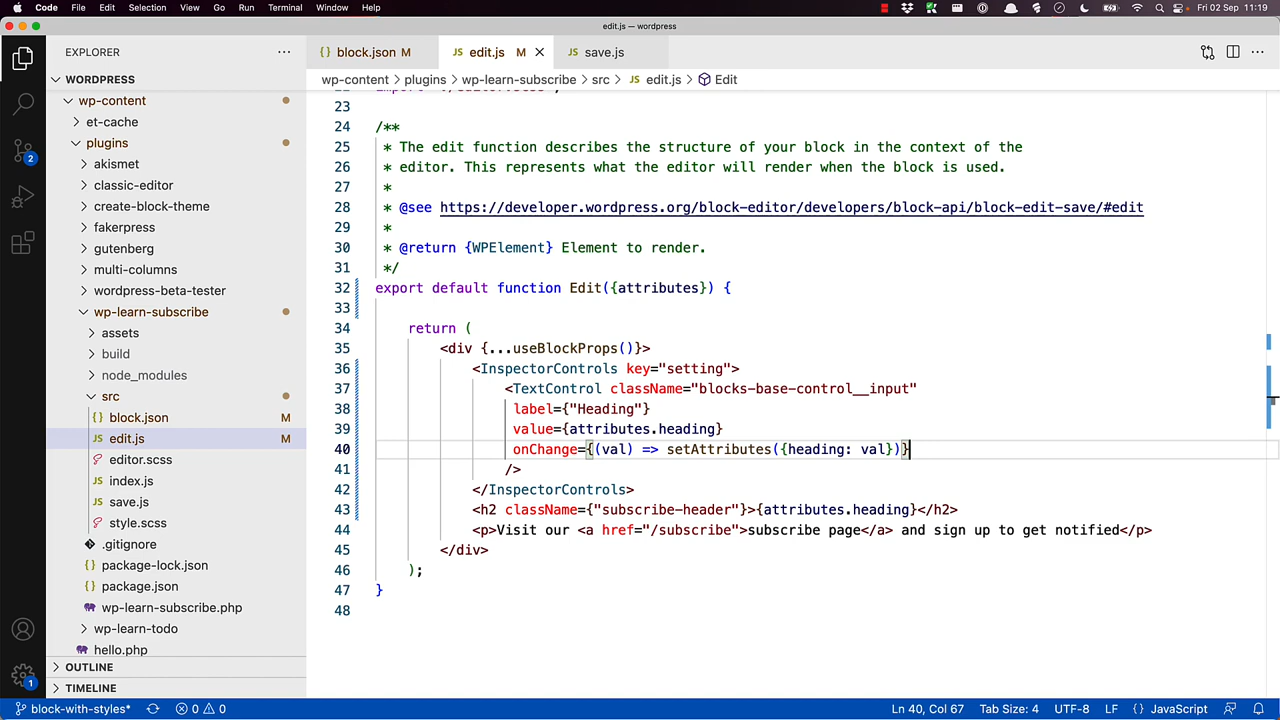 Code File Edit Selection View Go Run Terminal Window Help Fri 02 Sep 11:19
edit.js — wordpress
EXPLORER
WORDPRESS
wp-content
et-cache
plugins
akismet
classic-editor
create-block-theme
fakerpress
gutenberg
multi-columns
wordpress-beta-tester
wp-learn-subscribe
assets
build
node_modules
src
{} block.json M
JS edit.js M
editor.scss
JS index.js
JS save.js
style.scss
.gitignore
{} package-lock.json
{} package.json
wp-learn-subscribe.php
wp-learn-todo
hello.php
OUTLINE
TIMELINE
2
1
{} block.json M JS edit.js M JS save.js
wp-content > plugins > wp-learn-subscribe > src > JS edit.js > Edit
23
24 /**
25 * The edit function describes the structure of your block in the context of the
26 * editor. This represents what the editor will render when the block is used.
27 *
28 * @see https://developer.wordpress.org/block-editor/developers/block-api/block-edit-save/#edit
29 *
30 * @return {WPElement} Element to render.
31 */
32 export default function Edit({attributes}) {
33
34 return (
35 <div {...useBlockProps()}>
36 <InspectorControls key="setting">
37 <TextControl className="blocks-base-control__input"
38 label={"Heading"}
39 value={attributes.heading}
40 onChange={(val) => setAttributes({heading: val})}
41 />
42 </InspectorControls>
43 <h2 className={"subscribe-header"}>{attributes.heading}</h2>
44 <p>Visit our <a href="/subscribe">subscribe page</a> and sign up to get notified</p>
45 </div>
46 );
47 }
48
block-with-styles* 0 0 Ln 40, Col 67 Tab Size: 4 UTF-8 LF {} JavaScript